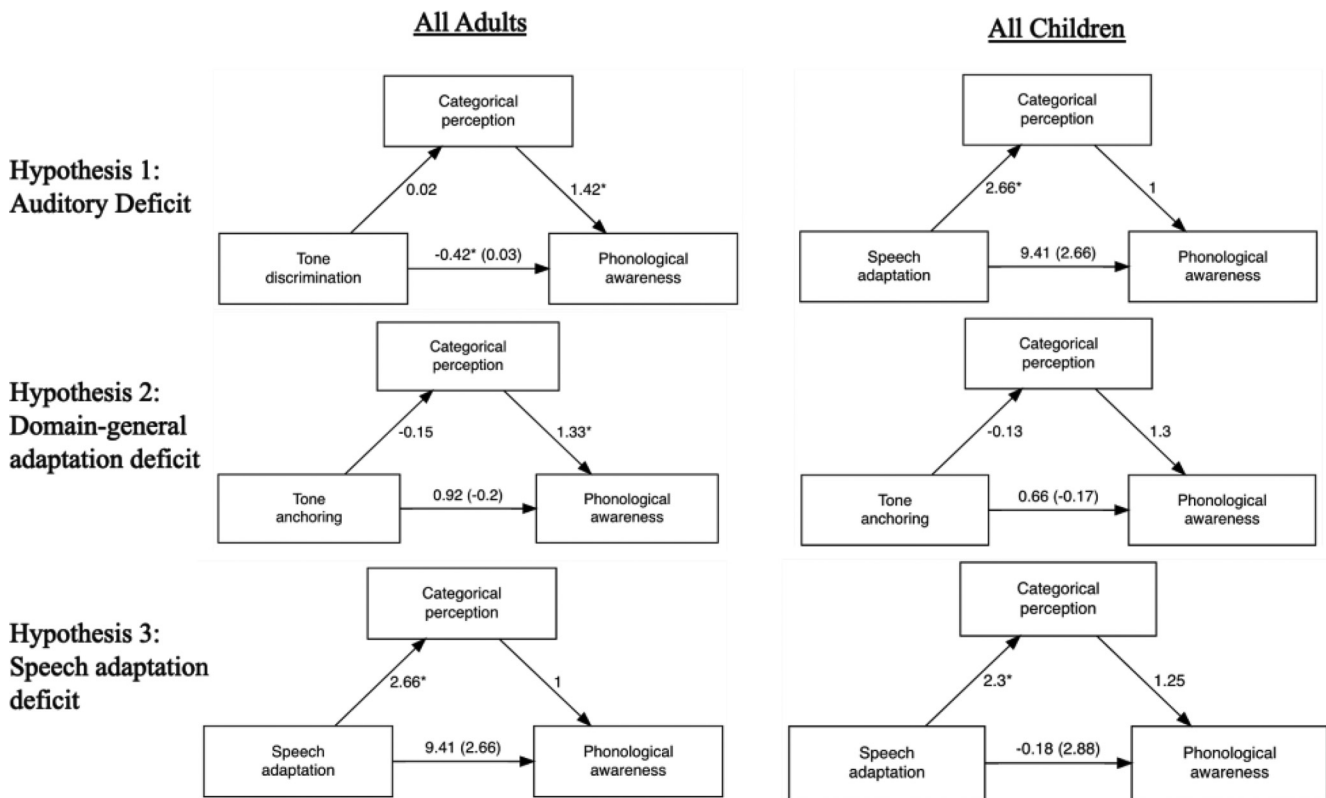 All Adults
All Children
Hypothesis 1:
Auditory Deficit
Categorical
perception
0.02
1.42*
Tone
discrimination
-0.42* (0.03)
Phonological
awareness
Categorical
perception
2.66*
1
Speech
adaptation
9.41 (2.66)
Phonological
awareness
Hypothesis 2:
Domain-general
adaptation deficit
Categorical
perception
-0.15
1.33*
Tone
anchoring
0.92 (-0.2)
Phonological
awareness
Categorical
perception
-0.13
1.3
Tone
anchoring
0.66 (-0.17)
Phonological
awareness
Hypothesis 3:
Speech adaptation
deficit
Categorical
perception
2.66*
1
Speech
adaptation
9.41 (2.66)
Phonological
awareness
Categorical
perception
2.3*
1.25
Speech
adaptation
-0.18 (2.88)
Phonological
awareness